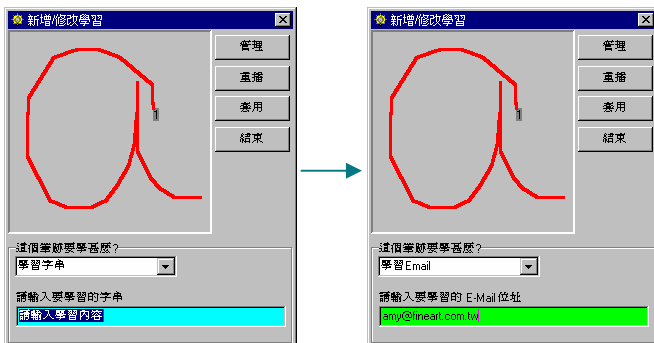 新增/修改學習
管理
重播
套用
結束
1
這個筆跡要學甚麼?
學習字串
請輸入要學習的字串
請輸入學習內容
新增/修改學習
管理
重播
套用
結束
1
這個筆跡要學甚麼?
學習Email
請輸入要學習的 E-Mail 位址
amy@fineart.com.tw